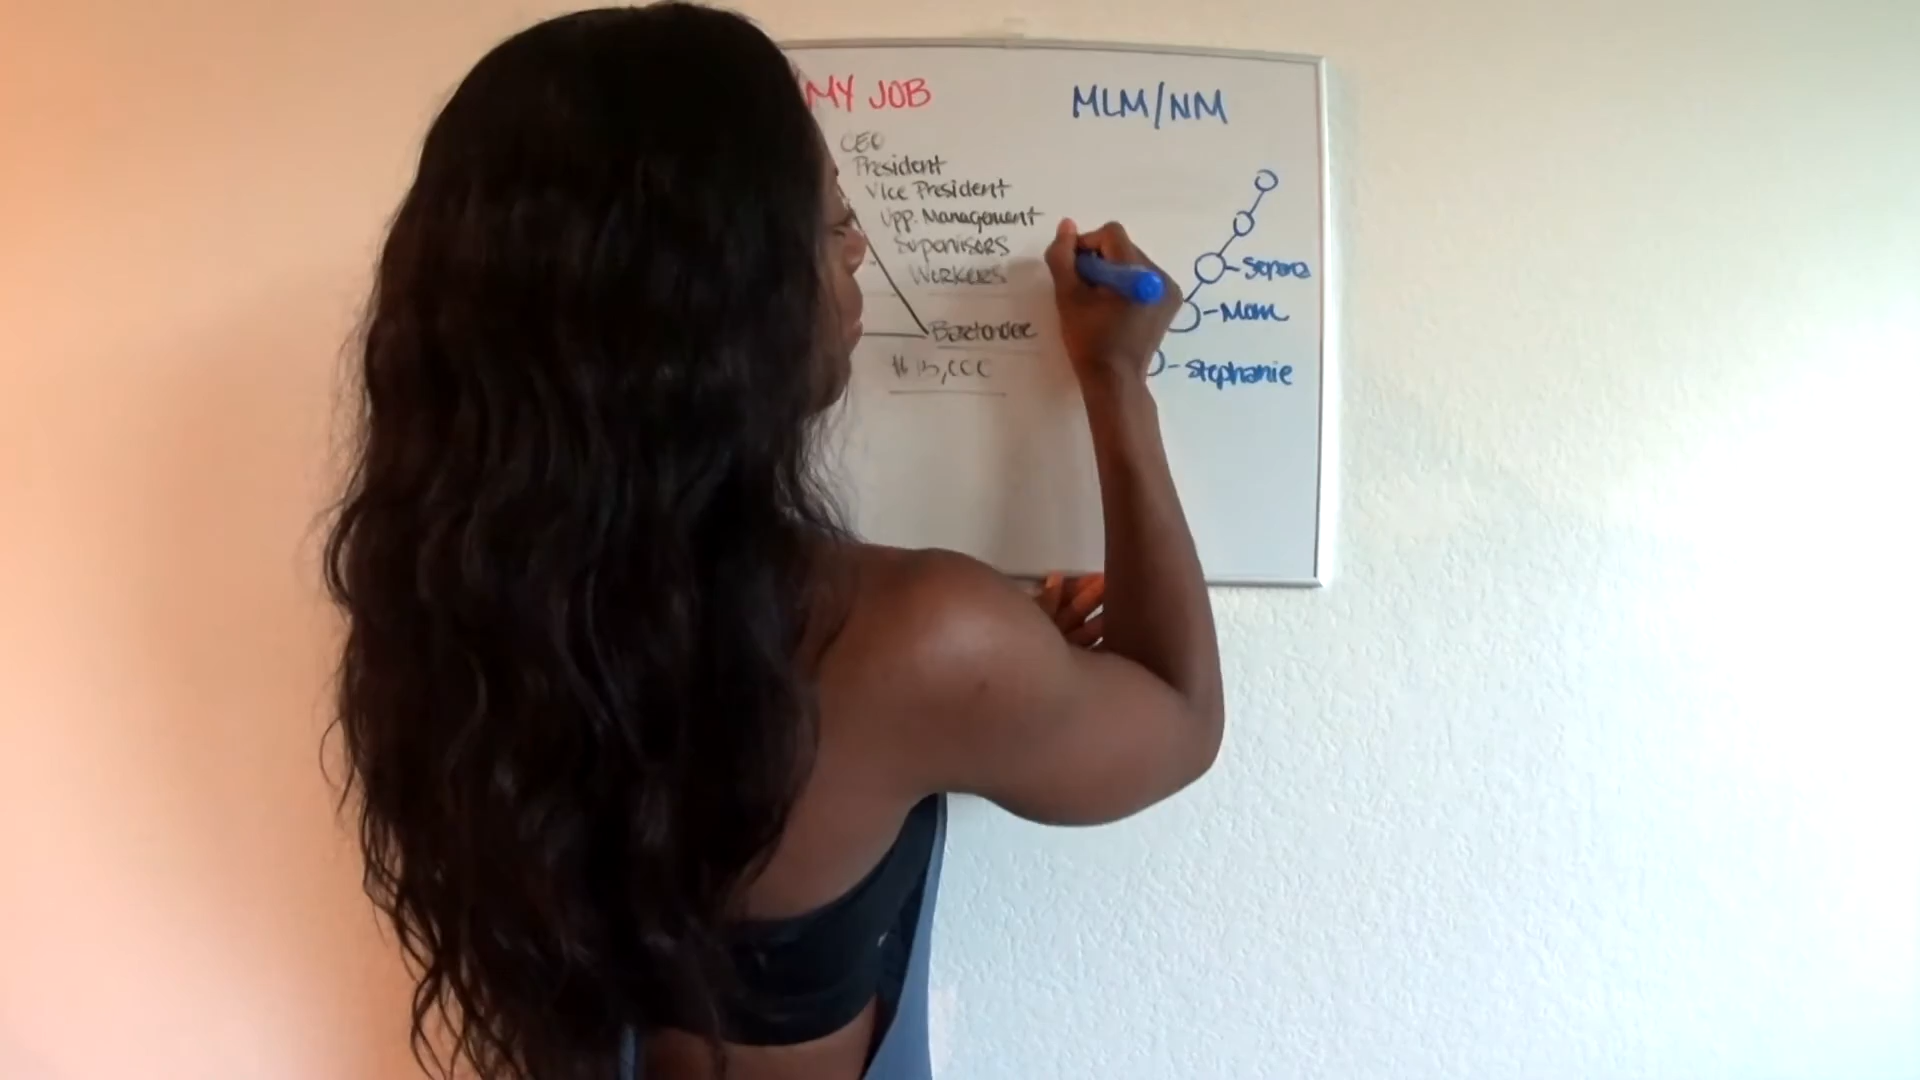 MY JOB
MLM/NM
CEO
President
Vice President
Upp. Management
Supervisors
Workers
Bartender
- Mom
- Stephanie